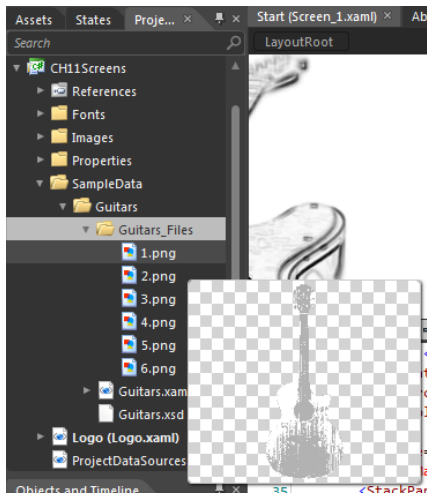 Assets States Proje...
Start (Screen_1.xaml) Ab
Search
LayoutRoot
CH11Screens
References
Fonts
Images
Properties
SampleData
Guitars
Guitars_Files
1.png
2.png
3.png
4.png
5.png
6.png
Guitars.xam
Guitars.xsd
Logo (Logo.xaml)
ProjectDataSources
Objects and Timeline
35 <StackPar